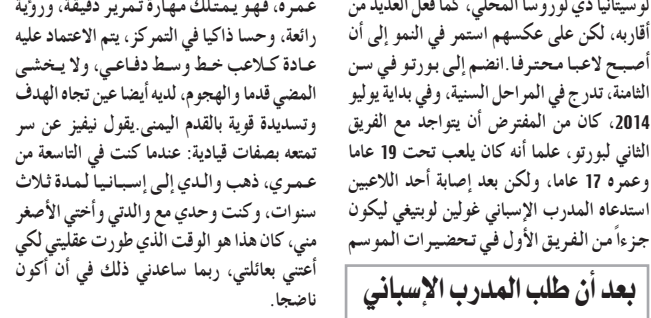 لوسيتانيا دي لوروسا المحلي، كما فعل العديد من
أقاربه، لكن على عكسهم استمر في النمو إلى أن
أصبح لاعبا محترفا.انضم إلى بورتو في سن
الثامنة، تدرج في المراحل السنية، وفي بداية يوليو
2014، كان من المفترض أن يتواجد مع الفريق
الثاني لبورتو، علما أنه كان يلعب تحت 19 عاما
وعمره 17 عاما، ولكن بعد إصابة أحد اللاعبين
استدعاه المدرب الإسباني غولين لوبتيغي ليكون
جزءاً من الفريق الأول في تحضيرات الموسم
بعد أن طلب المدرب الإسباني
عمره، فهو يمتلك مهارة تمرير دقيقة، ورؤية
رائعة، وحسا ذاكيا في التمركز، يتم الاعتماد عليه
عادة كلاعب خط وسط دفاعي، ولا يخشى
المضي قدما والهجوم، لديه أيضا عين تجاه الهدف
وتسديدة قوية بالقدم اليمنى.يقول نيفيز عن سر
تمتعه بصفات قيادية: عندما كنت في التاسعة من
عمري، ذهب والدي إلى إسبانيا لمدة ثلاث
سنوات، وكنت وحدي مع والدتي وأختي الأصغر
مني، كان هذا هو الوقت الذي طورت عقليتي لكي
أعتني بعائلتي، ربما ساعدني ذلك في أن أكون
ناضجا.